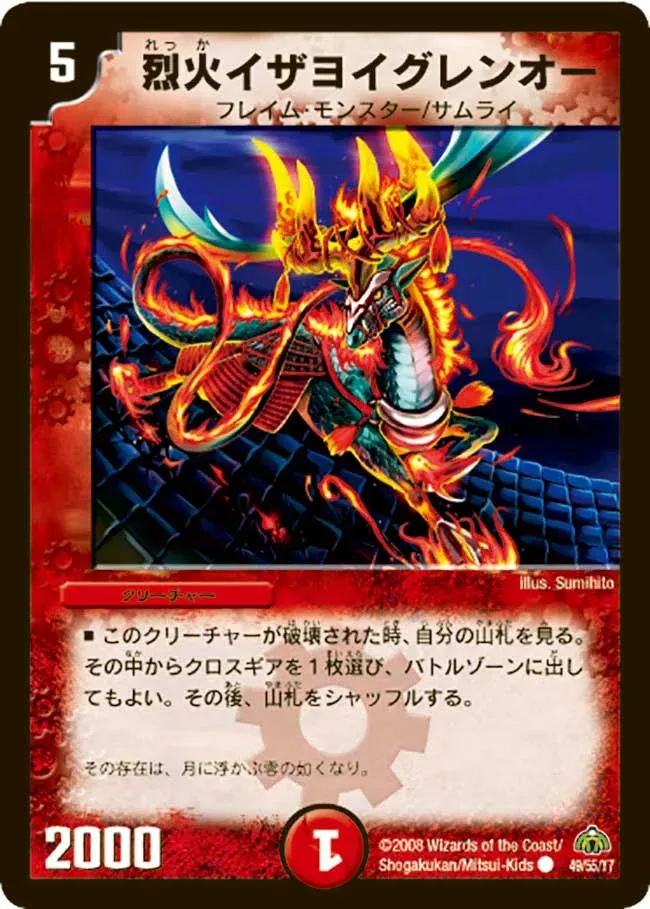 5
れっか
烈火イザヨイグレンオー
フレイム・モンスター/サムライ
illus. Sumihito
クリーチャー
■ このクリーチャーが破壊された時、自分の山札を見る。
その中からクロスギアを1枚選び、バトルゾーンに出し
てもよい。その後、山札をシャッフルする。
その存在は、月に浮かぶ雫の如くなり。
2000
1
©2008 Wizards of the Coast/
Shogakukan/Mitsui-Kids
49/55/Y7